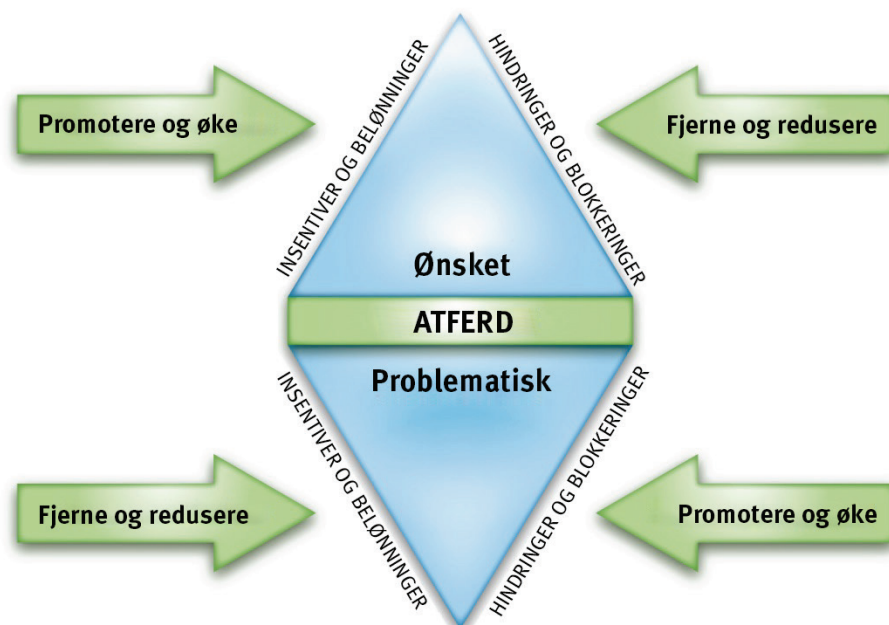 INSENTIVER OG BELØNNINGER
HINDRINGER OG BLOKKERINGER
Promotere og øke
Fjerne og redusere
Ønsket
ATFERD
Problematisk
INSENTIVER OG BELØNNINGER
HINDRINGER OG BLOKKERINGER
Fjerne og redusere
Promotere og øke